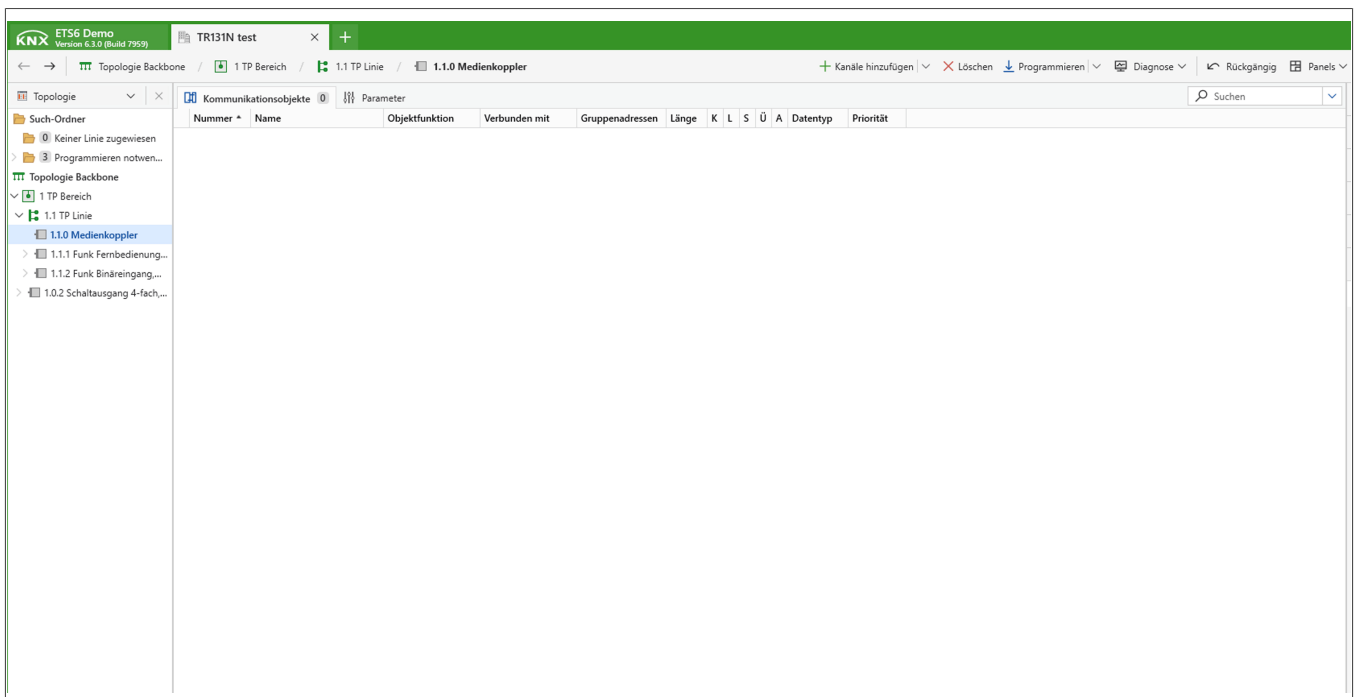 KNX ETS6 Demo
Version 6.3.0 (Build 7959)
TR131N test
Topologie Backbone / 1 TP Bereich / 1.1 TP Linie / 1.1.0 Medienkoppler
Kanäle hinzufügen Löschen Programmieren Diagnose Rückgängig Panels
Topologie
Kommunikationsobjekte 0 Parameter
Suchen
Nummer Name Objektfunktion Verbunden mit Gruppenadressen Länge K L S Ü A Datentyp Priorität
Such-Ordner
0 Keiner Linie zugewiesen
3 Programmieren notwen...
Topologie Backbone
1 TP Bereich
1.1 TP Linie
1.1.0 Medienkoppler
1.1.1 Funk Fernbedienung...
1.1.2 Funk Binäreingang,...
1.0.2 Schaltausgang 4-fach,...